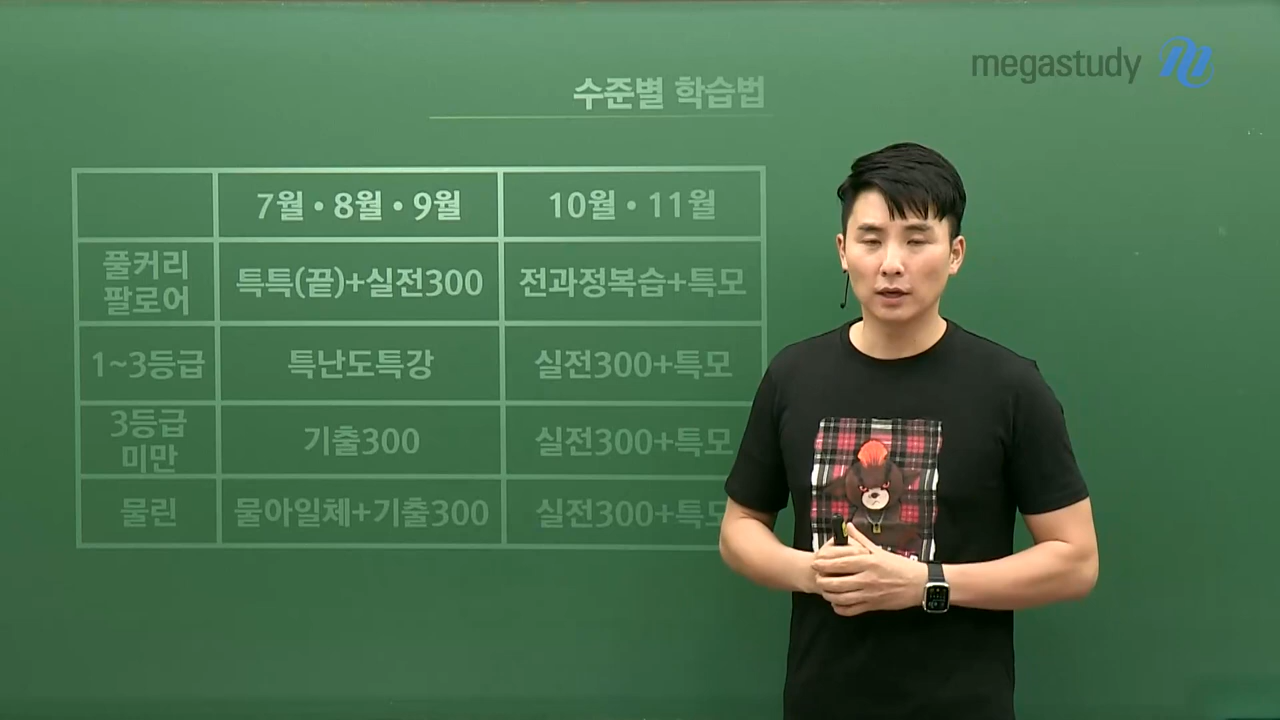 megastudy
수준별 학습법
7월•8월•9월
10월•11월
풀커리
팔로어
특특(끝)+실전300
전과정복습+특모
1~3등급
특난도특강
실전300+특모
3등급
미만
기출300
실전300+특모
물린
물아일체+기출300
실전300+특모